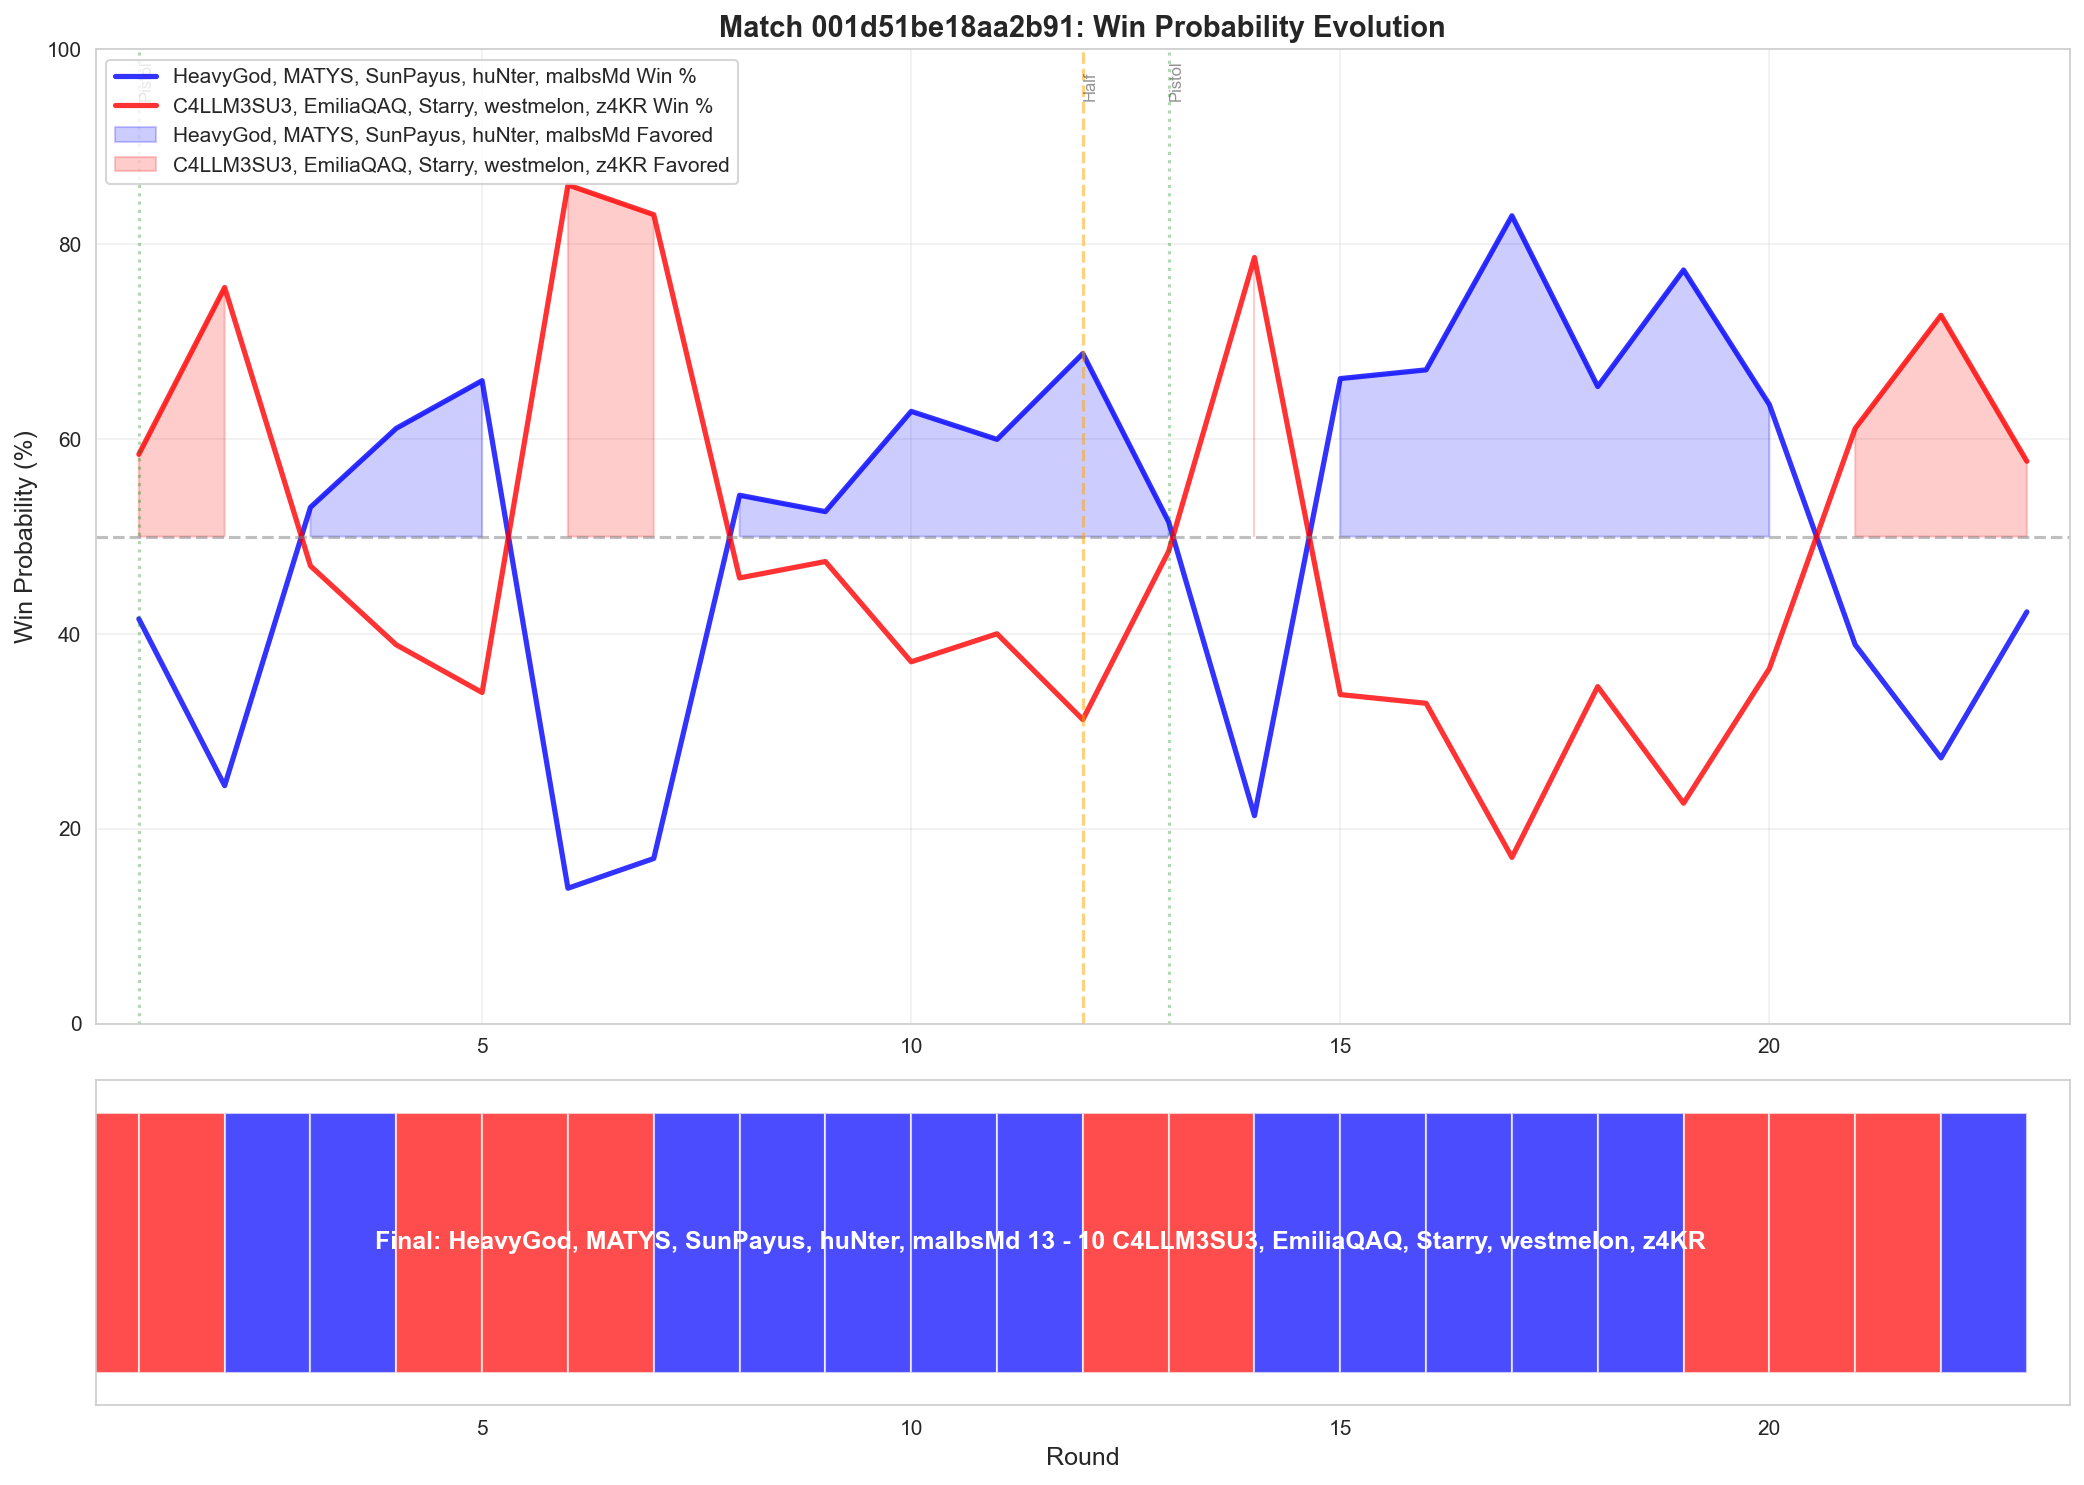 Match 001d51be18aa2b91: Win Probability Evolution
Win Probability (%)
100
80
60
40
20
0
Pistol
HeavyGod, MATYS, SunPayus, huNter, malbsMd Win %
C4LLM3SU3, EmiliaQAQ, Starry, westmelon, z4KR Win %
HeavyGod, MATYS, SunPayus, huNter, malbsMd Favored
C4LLM3SU3, EmiliaQAQ, Starry, westmelon, z4KR Favored
Half
Pistol
5
10
15
20
Final: HeavyGod, MATYS, SunPayus, huNter, malbsMd 13 - 10 C4LLM3SU3, EmiliaQAQ, Starry, westmelon, z4KR
5
10
15
20
Round